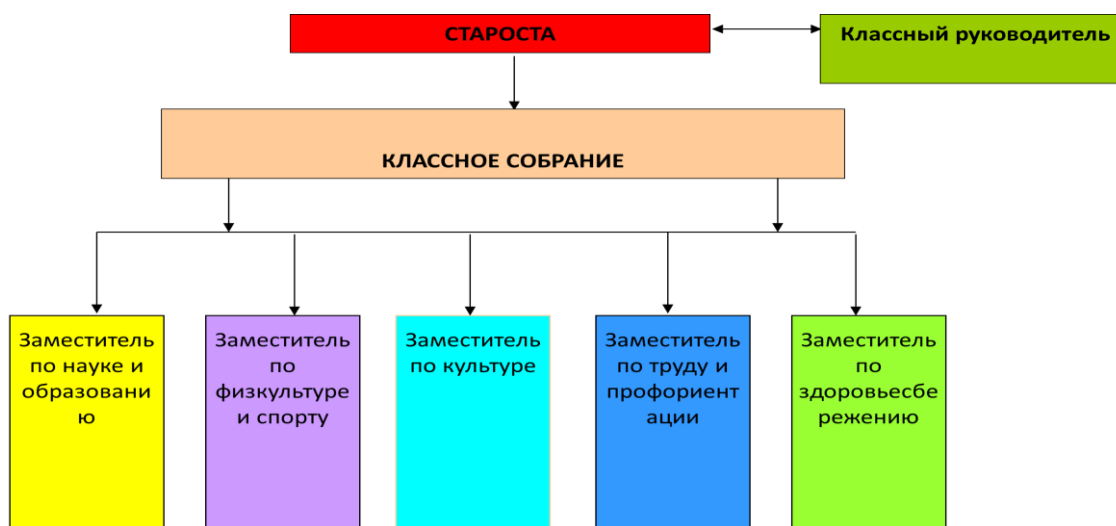 СТАРОСТА
Классный руководитель
КЛАССНОЕ СОБРАНИЕ
Заместитель
по науке и
образовани
ю
Заместитель
по
физкультуре
и спорту
Заместитель
по культуре
Заместитель
по труду и
профориент
ации
Заместитель
по
здоровьесбе
режению